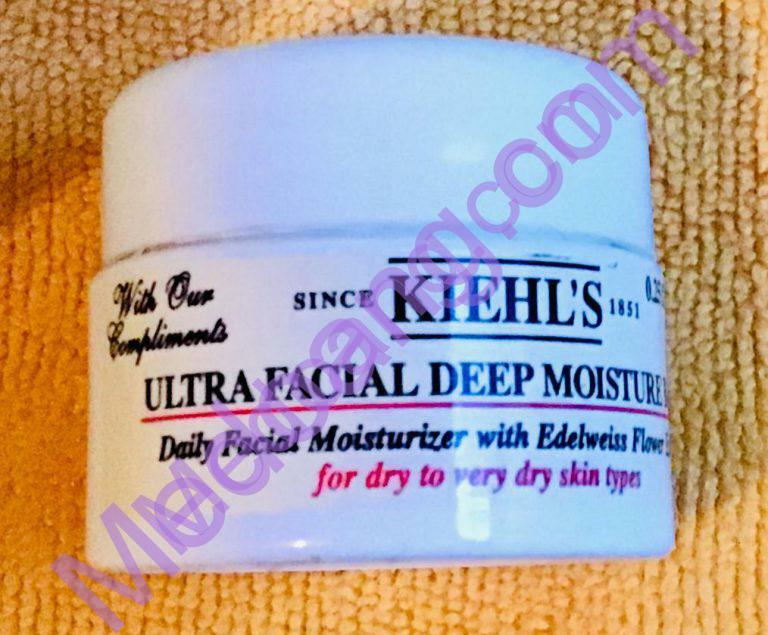 With Our
Compliments
SINCE KIEHL'S 1851
ULTRA FACIAL DEEP MOISTURE
Daily Facial Moisturizer with Edelweiss Flower
for dry to very dry skin types